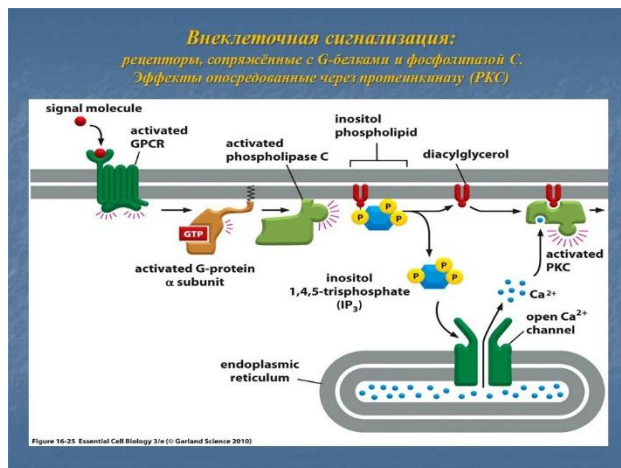 Внеклеточная сигнализация:
рецепторы, сопряжённые с G-белками и фосфолипазой С.
Эффекты опосредованные через протеинкиназу (РКС)
signal molecule
activated
GPCR
activated
phospholipase C
inositol
phospholipid
diacylglycerol
P
P
P
GTP
activated G-protein
α subunit
P
P
P
inositol
1,4,5-trisphosphate
(IP3)
activated
PKC
Ca2+
open Ca2+
channel
endoplasmic
reticulum
Figure 16-25 Essential Cell Biology 3/e (© Garland Science 2010)